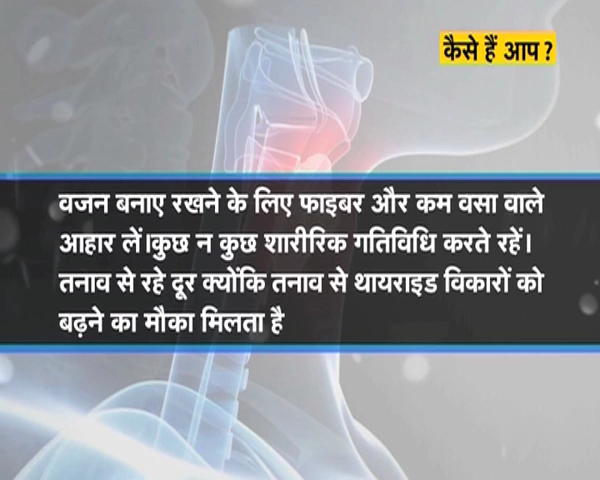 कैसे हैं आप ?
वजन बनाए रखने के लिए फाइबर और कम वसा वाले
आहार लें।कुछ न कुछ शारीरिक गतिविधि करते रहें।
तनाव से रहे दूर क्योंकि तनाव से थायराइड विकारों को
बढ़ने का मौका मिलता है